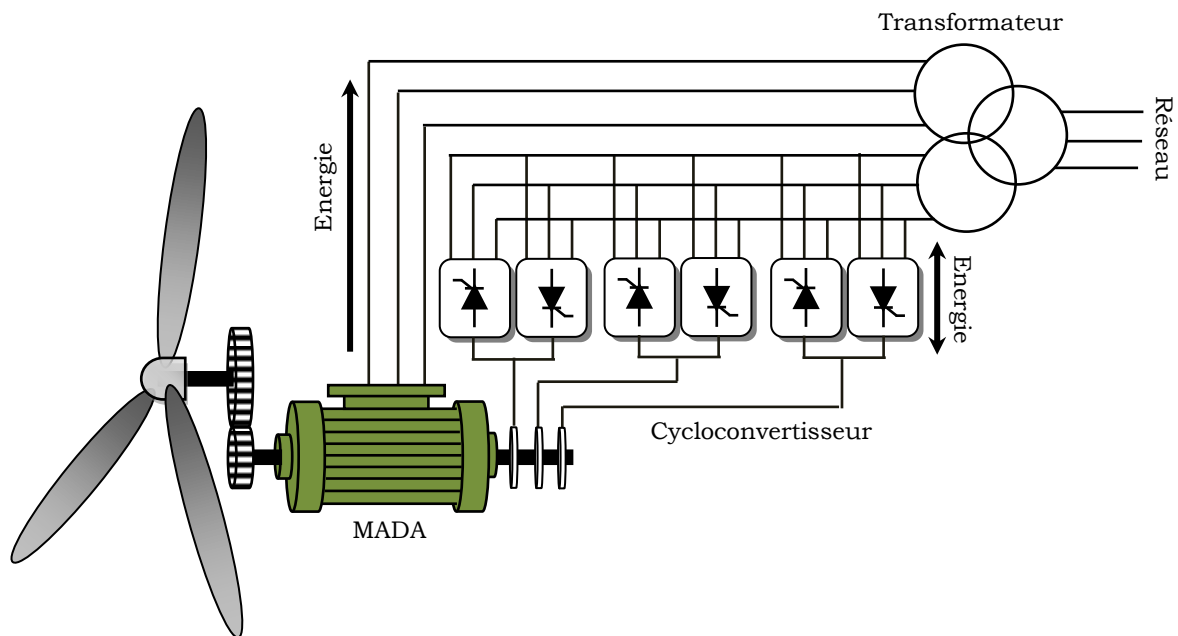 Transformateur
Energie
Réseau
Energie
Cycloconvertisseur
MADA